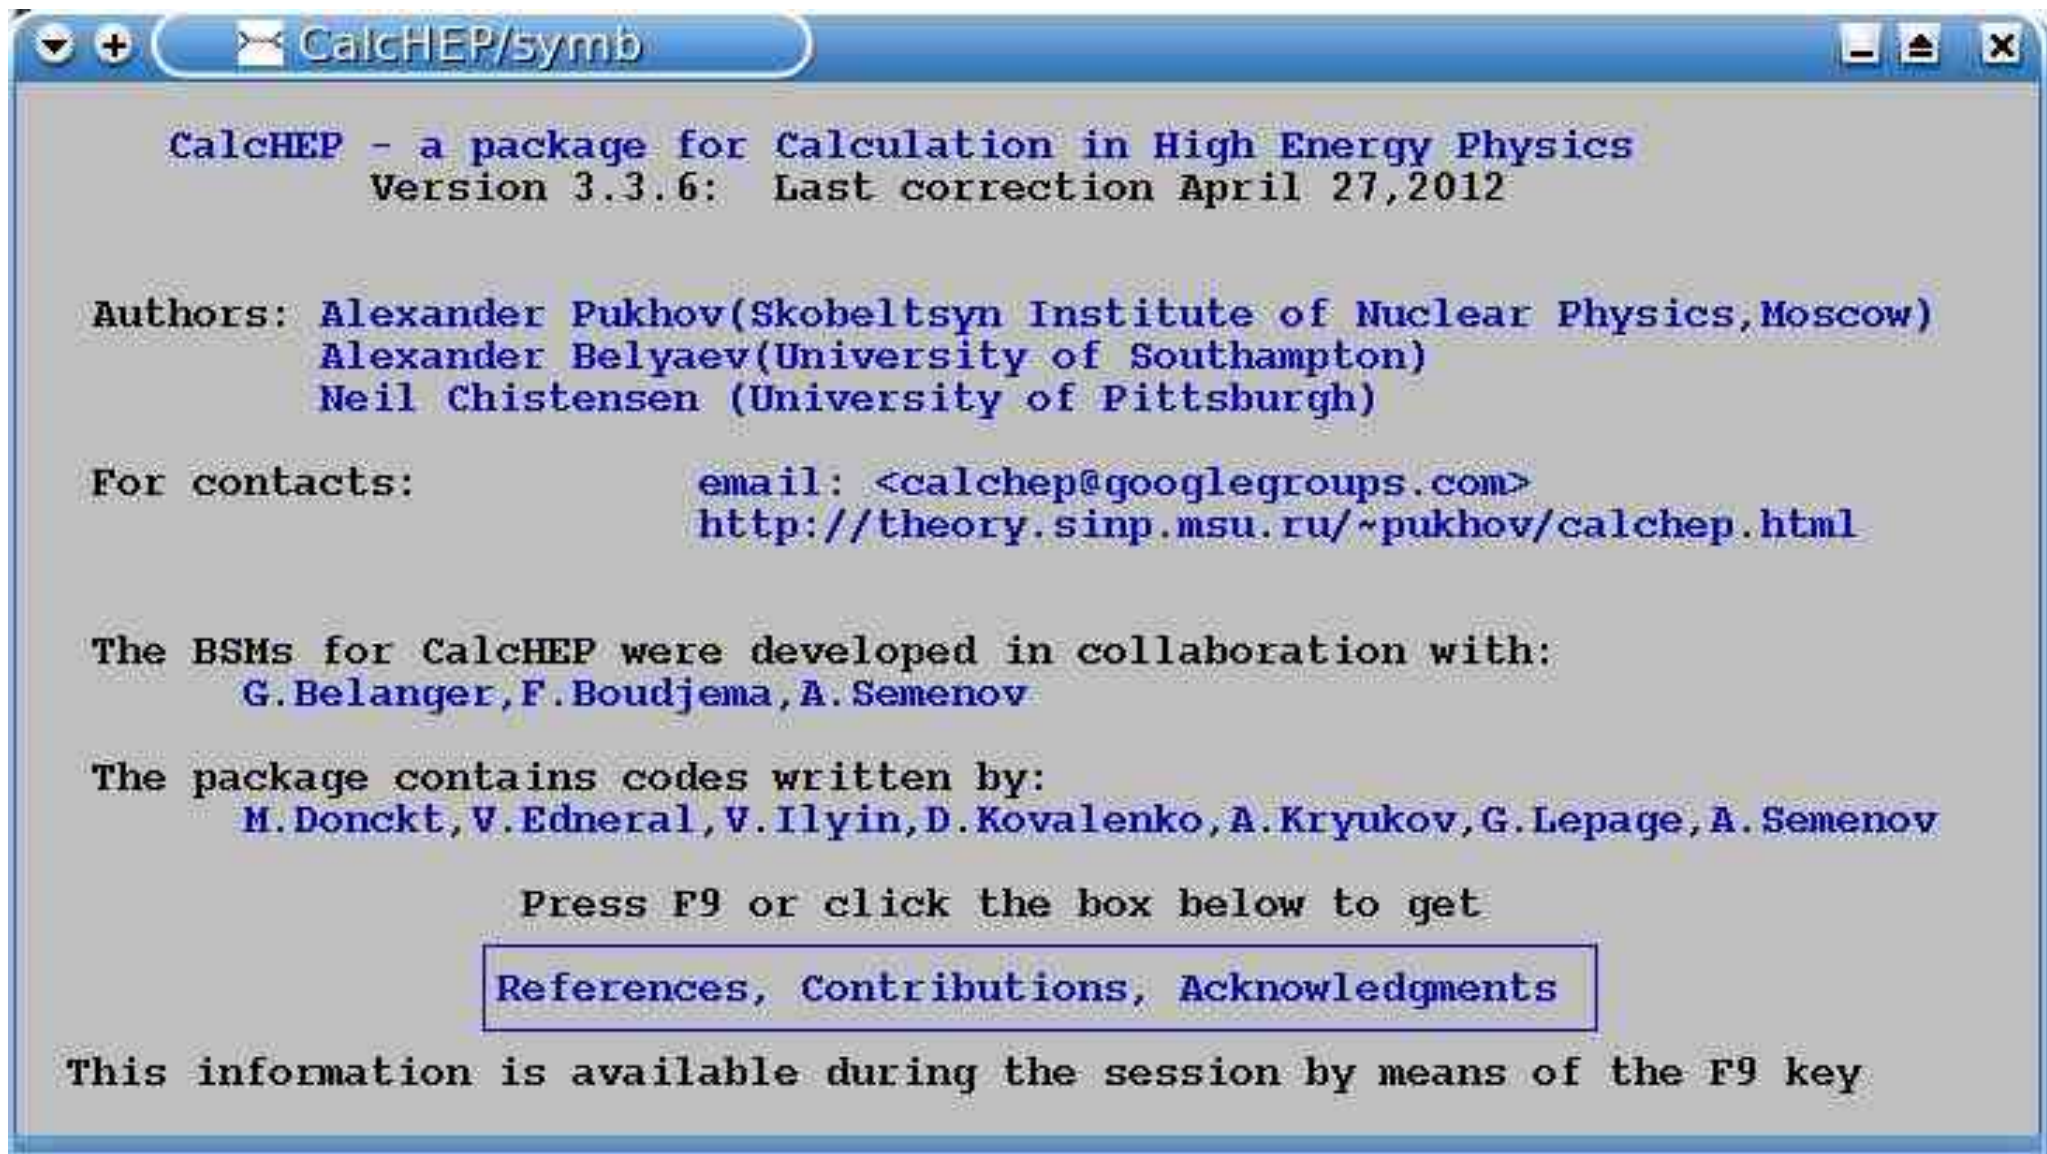 CalcHEP/symb
CalcHEP - a package for Calculation in High Energy Physics
Version 3.3.6: Last correction April 27,2012
Authors: Alexander Pukhov(Skobeltsyn Institute of Nuclear Physics,Moscow)
Alexander Belyaev(University of Southampton)
Neil Chistensen (University of Pittsburgh)
For contacts: email: <calchep@googlegroups.com>
http://theory.sinp.msu.ru/~pukhov/calchep.html
The BSMs for CalcHEP were developed in collaboration with:
G.Belanger,F.Boudjema,A.Semenov
The package contains codes written by:
M.Donckt,V.Edneral,V.Ilyin,D.Kovalenko,A.Kryukov,G.Lepage,A.Semenov
Press F9 or click the box below to get
References, Contributions, Acknowledgments
This information is available during the session by means of the F9 key